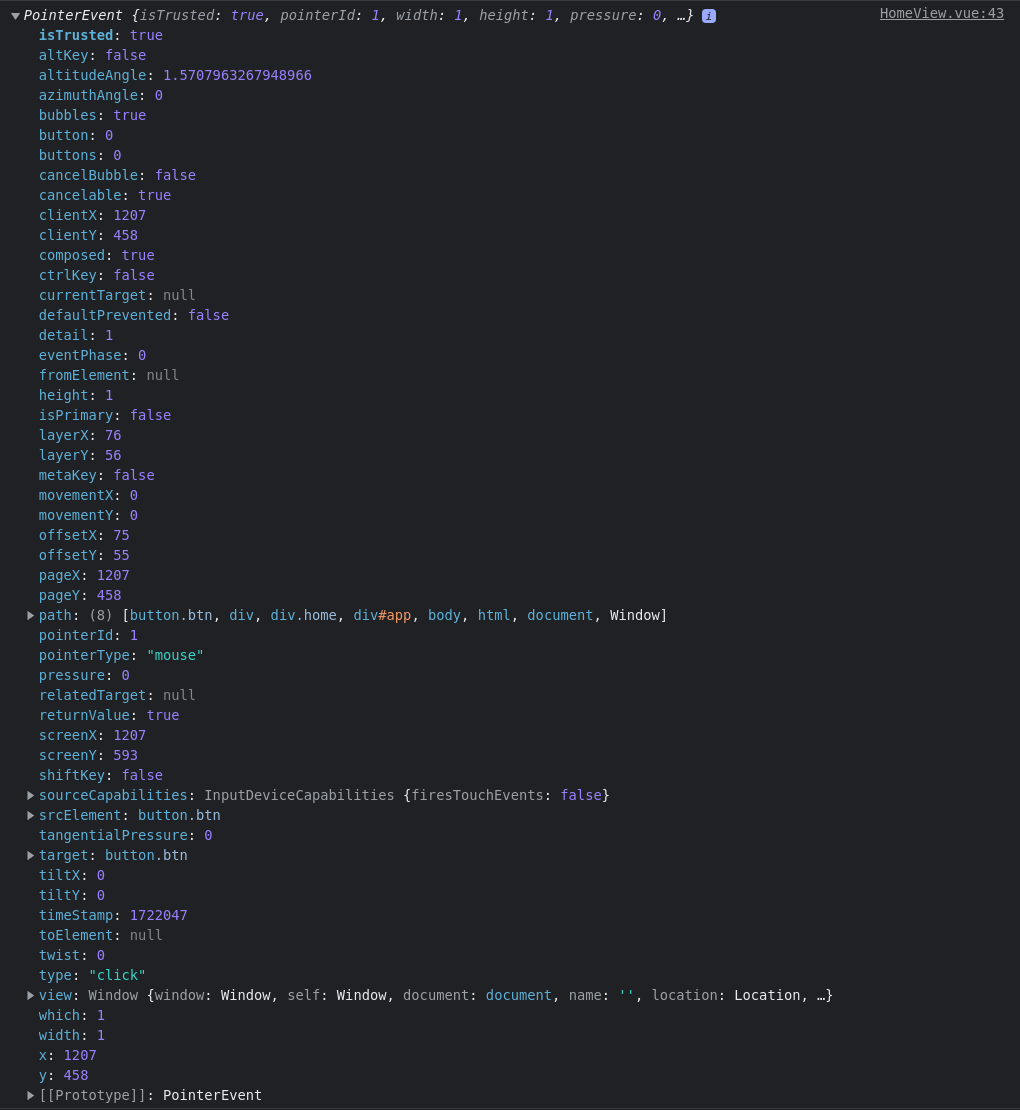 PointerEvent {isTrusted: true, pointerId: 1, width: 1, height: 1, pressure: 0, …} i HomeView.vue:43
isTrusted: true
altKey: false
altitudeAngle: 1.5707963267948966
azimuthAngle: 0
bubbles: true
button: 0
buttons: 0
cancelBubble: false
cancelable: true
clientX: 1207
clientY: 458
composed: true
ctrlKey: false
currentTarget: null
defaultPrevented: false
detail: 1
eventPhase: 0
fromElement: null
height: 1
isPrimary: false
layerX: 76
layerY: 56
metaKey: false
movementX: 0
movementY: 0
offsetX: 75
offsetY: 55
pageX: 1207
pageY: 458
path: (8) [button.btn, div, div.home, div#app, body, html, document, Window]
pointerId: 1
pointerType: "mouse"
pressure: 0
relatedTarget: null
returnValue: true
screenX: 1207
screenY: 593
shiftKey: false
sourceCapabilities: InputDeviceCapabilities {firesTouchEvents: false}
srcElement: button.btn
tangentialPressure: 0
target: button.btn
tiltX: 0
tiltY: 0
timeStamp: 1722047
toElement: null
twist: 0
type: "click"
view: Window {window: Window, self: Window, document: document, name: '', location: Location, …}
which: 1
width: 1
x: 1207
y: 458
[[Prototype]]: PointerEvent